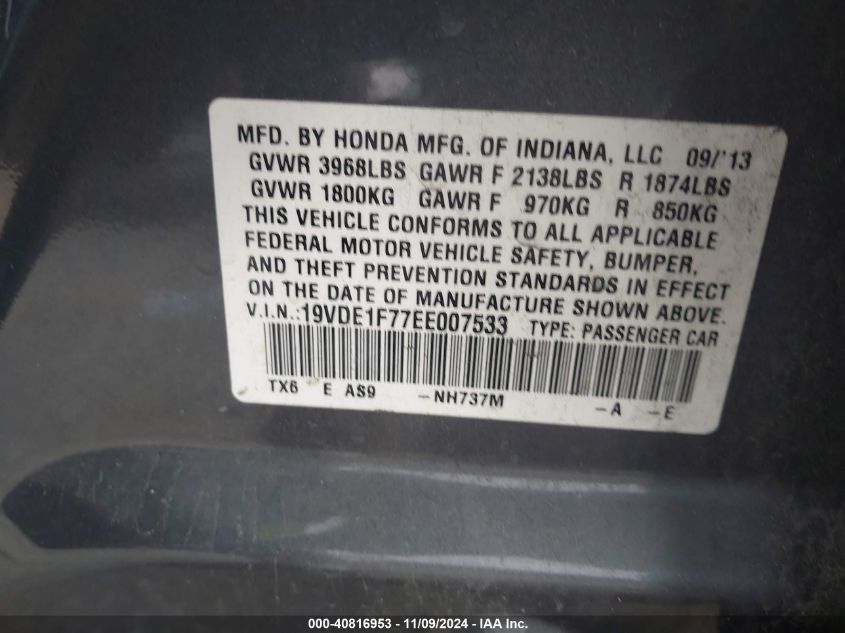 MFD. BY HONDA MFG. OF INDIANA, LLC 09/'13
GVWR 3968LBS GAWR F 2138LBS R 1874LBS
GVWR 1800KG GAWR F 970KG R 850KG
THIS VEHICLE CONFORMS TO ALL APPLICABLE
FEDERAL MOTOR VEHICLE SAFETY, BUMPER,
AND THEFT PREVENTION STANDARDS IN EFFECT
ON THE DATE OF MANUFACTURE SHOWN ABOVE.
V.I.N.:19VDE1F77EE007533 TYPE: PASSENGER CAR
TX6 E AS9 -NH737M -A -E
000-40816953 - 11/09/2024 - IAA Inc.